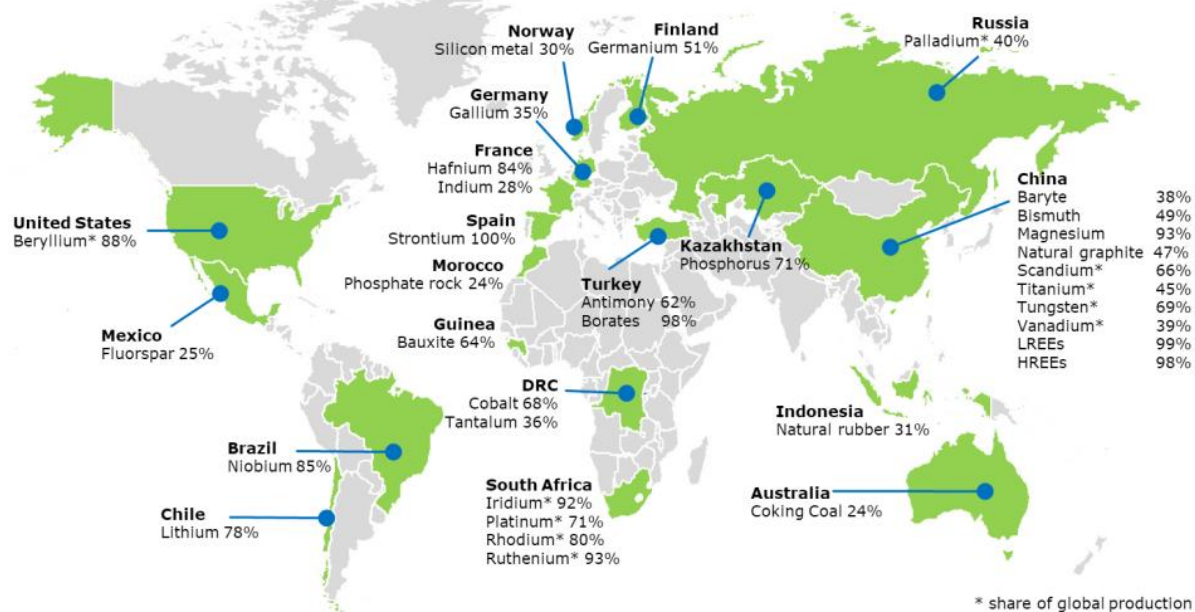 Norway
Silicon metal 30%
Finland
Germanium 51%
Russia
Palladium* 40%
Germany
Gallium 35%
France
Hafnium 84%
Indium 28%
United States
Beryllium* 88%
Spain
Strontium 100%
Morocco
Phosphate rock 24%
Kazakhstan
Phosphorus 71%
China
Baryte 38%
Bismuth 49%
Magnesium 93%
Natural graphite 47%
Scandium* 66%
Titanium* 45%
Tungsten* 69%
Vanadium* 39%
LREEs 99%
HREEs 98%
Turkey
Antimony 62%
Borates 98%
Mexico
Fluorspar 25%
Guinea
Bauxite 64%
DRC
Cobalt 68%
Tantalum 36%
Indonesia
Natural rubber 31%
Brazil
Niobium 85%
South Africa
Iridium* 92%
Platinum* 71%
Rhodium* 80%
Ruthenium* 93%
Australia
Coking Coal 24%
Chile
Lithium 78%
* share of global production